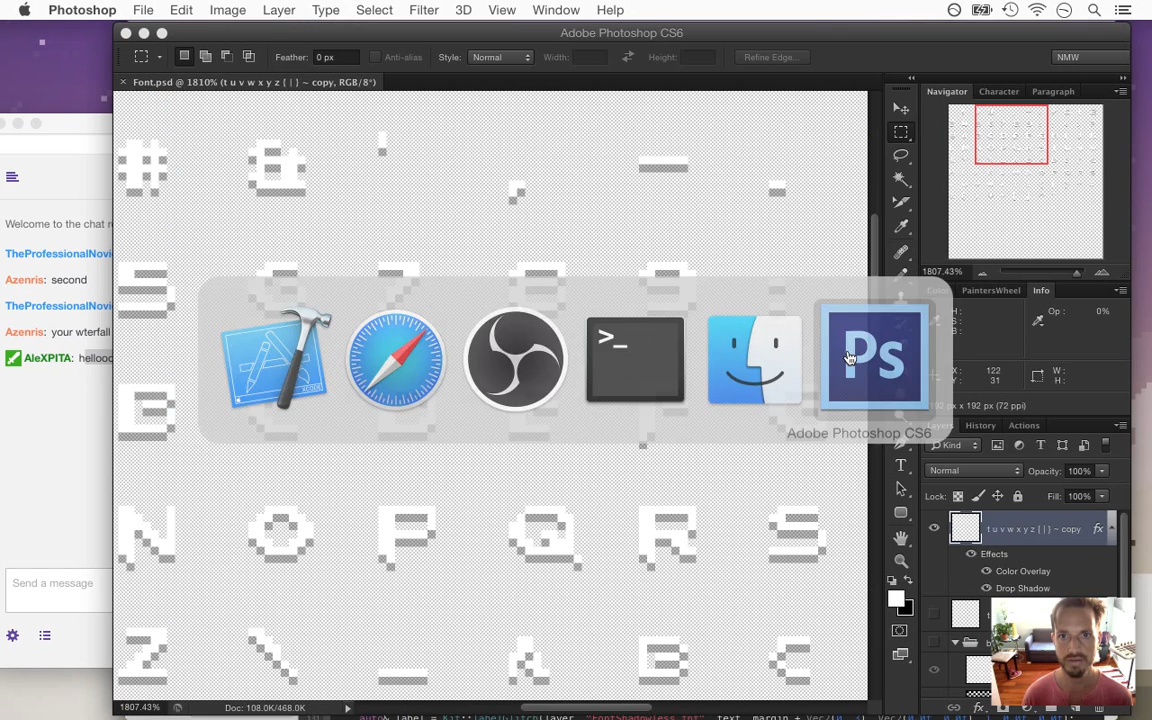 Photoshop File Edit Image Layer Type Select Filter 3D View Window Help
Adobe Photoshop CS6
Feather: 0 px Anti-alias Style: Normal Width: Height: Refine Edge... NMW
× Font.psd @ 1810% (t u v w x y z { | } ~ copy, RGB/8*)
Navigator Character Paragraph
# & ' , — -
Welcome to the chat r
TheProfessionalNovi
Azenris: second
TheProfessionalNovi
Azenris: your wterfall
AleXPITA: hellooo
Send a message
1807.43%
PaintersWheel Info
H: Op: 0%
S:
X: 122 W:
Y: 31 H:
192 px x 192 px (72 ppi)
>_
Ps
Adobe Photoshop CS6
Layers History Actions
Kind
Normal Opacity: 100%
Lock: Fill: 100%
t u v w x y z { | } ~ copy fx
Effects
Color Overlay
Drop Shadow
N O P Q R S
Z \ _ A B C
1807.43% Doc: 108.0K/468.0K